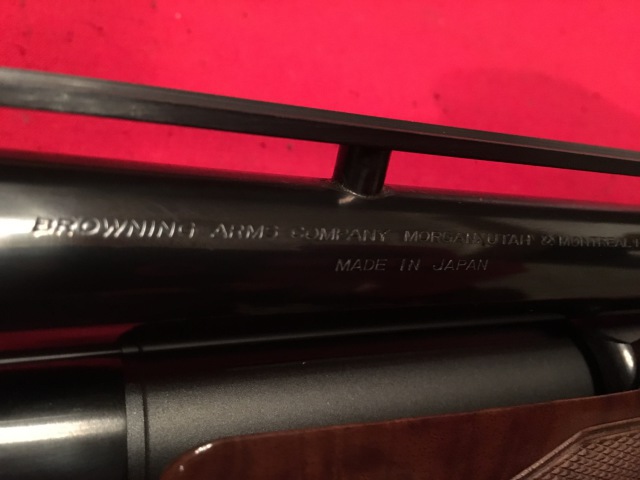 BROWNING ARMS COMPANY MORGAN, UTAH & MONTREAL
MADE IN JAPAN